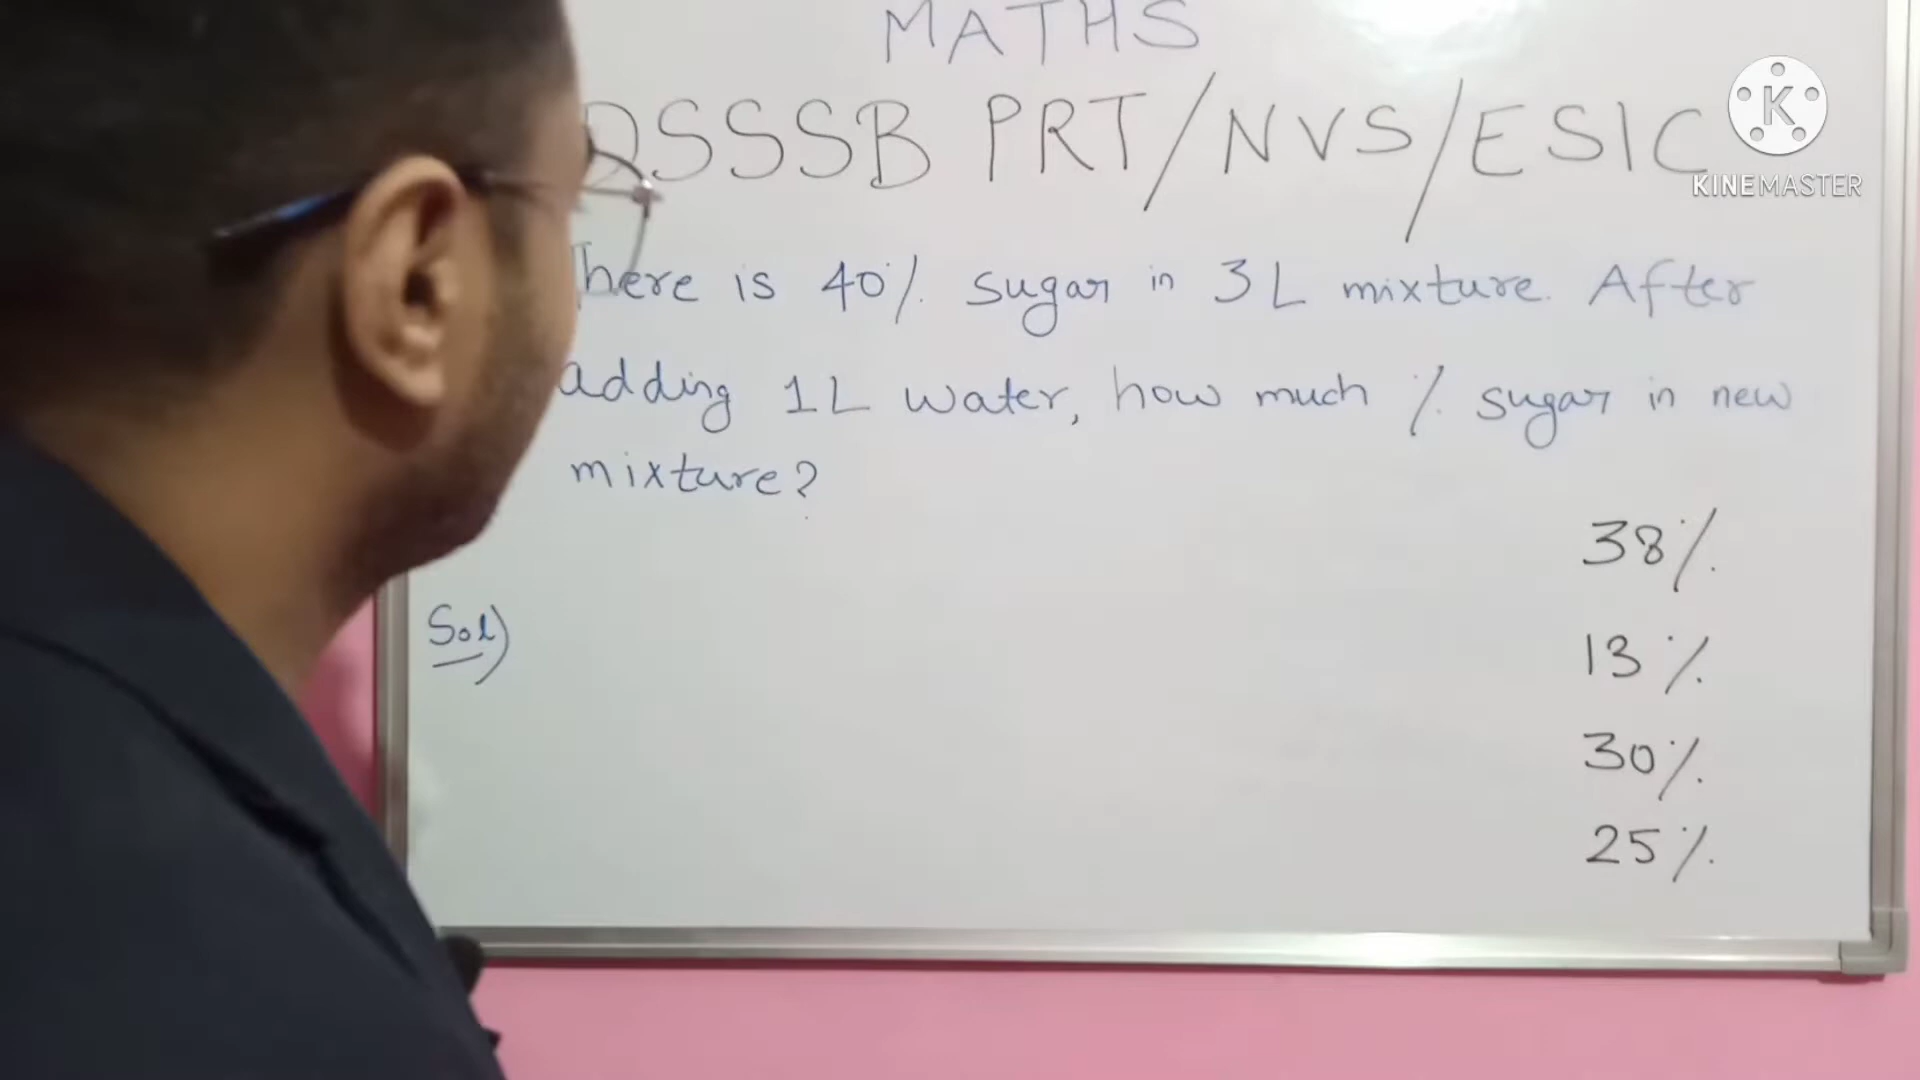 MATHS
DSSSB PRT/NVS/ESIC
K
KINEMASTER
There is 40% sugar in 3L mixture. After
adding 1L water, how much % sugar in new
mixture?
38%
Sol)
13%
30%
25%